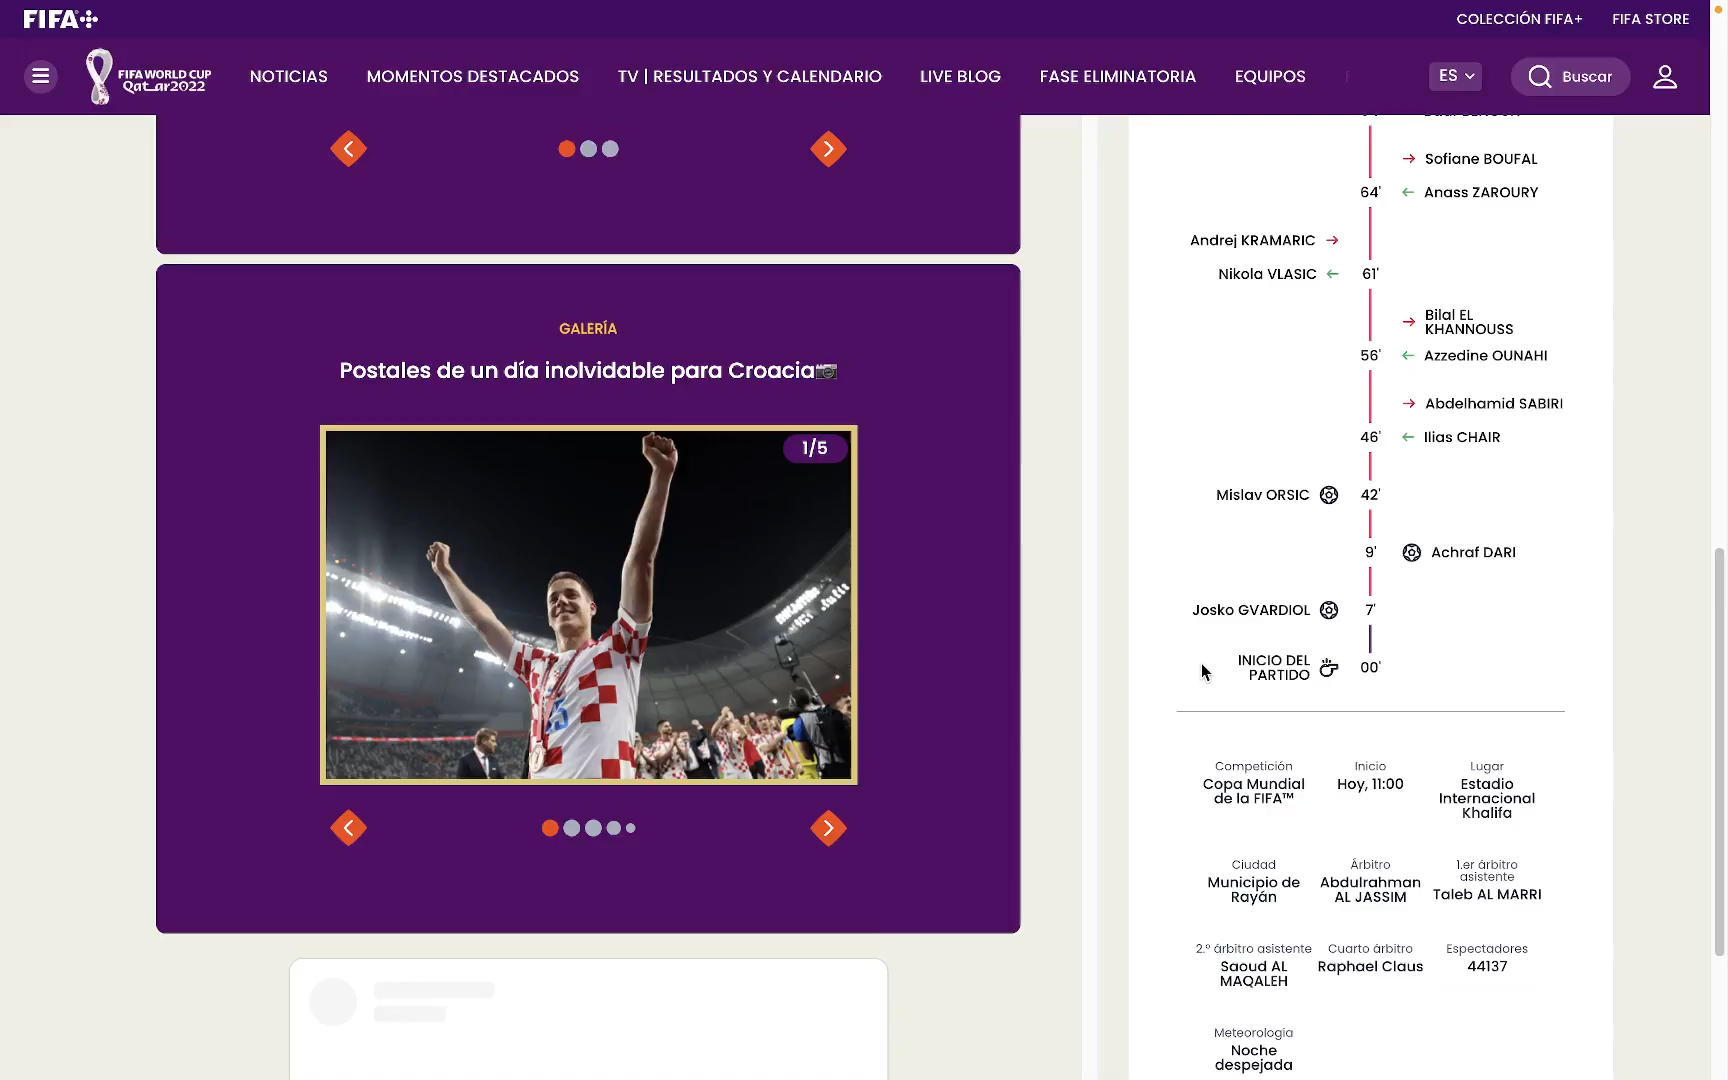 FIFA+
COLECCIÓN FIFA+
FIFA STORE
FIFA WORLD CUP
Qatar2022
NOTICIAS
MOMENTOS DESTACADOS
TV | RESULTADOS Y CALENDARIO
LIVE BLOG
FASE ELIMINATORIA
EQUIPOS
ES
Buscar
GALERÍA
Postales de un día inolvidable para Croacia
1/5
Sofiane BOUFAL
64' Anass ZAROURY
Andrej KRAMARIC
Nikola VLASIC 61'
Bilal EL
KHANNOUSS
56' Azzedine OUNAHI
Abdelhamid SABIRI
46' Ilias CHAIR
Mislav ORSIC 42'
9' Achraf DARI
Josko GVARDIOL 7'
INICIO DEL
PARTIDO
00'
Competición
Copa Mundial
de la FIFA™
Inicio
Hoy, 11:00
Lugar
Estadio
Internacional
Khalifa
Ciudad
Municipio de
Rayán
Árbitro
Abdulrahman
AL JASSIM
1.er árbitro
asistente
Taleb AL MARRI
2.º árbitro asistente
Saoud AL
MAQALEH
Cuarto árbitro
Raphael Claus
Espectadores
44137
Meteorología
Noche
despejada